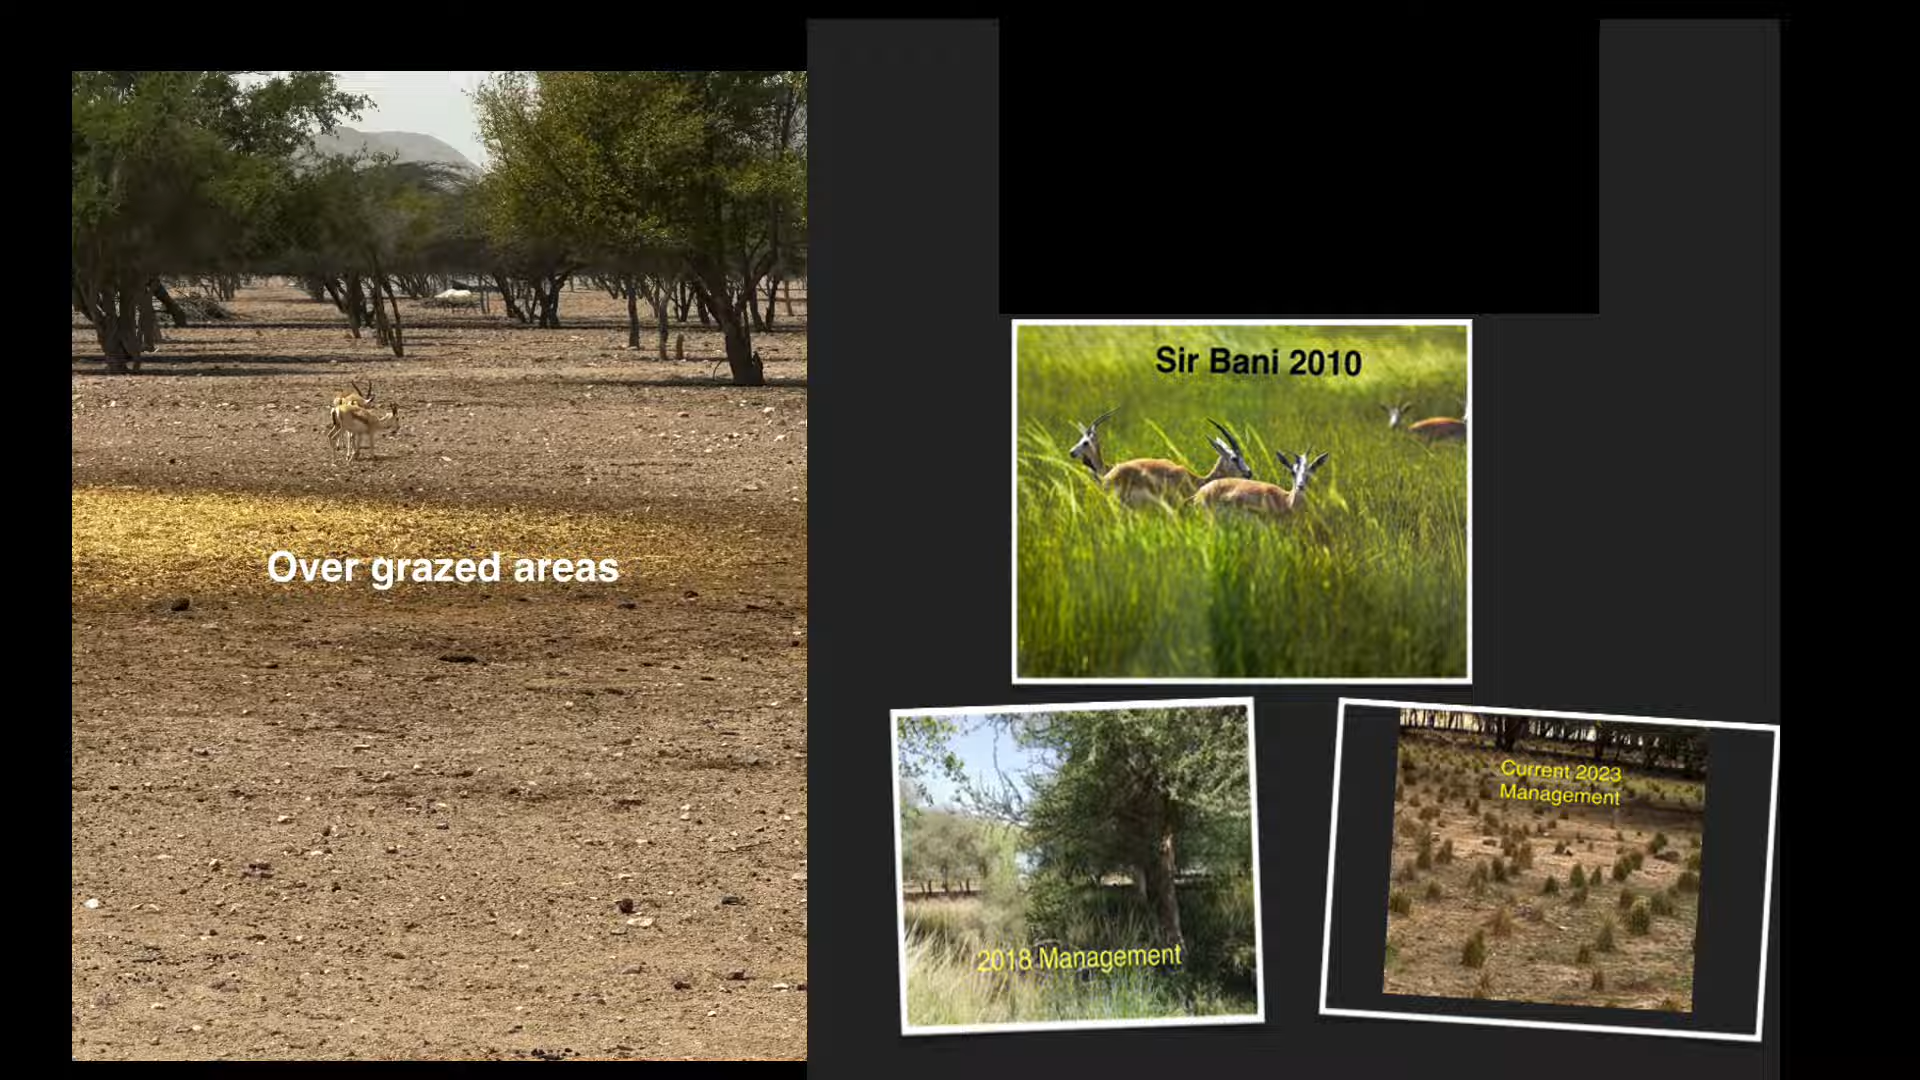 Over grazed areas
Sir Bani 2010
2018 Management
Current 2023
Management